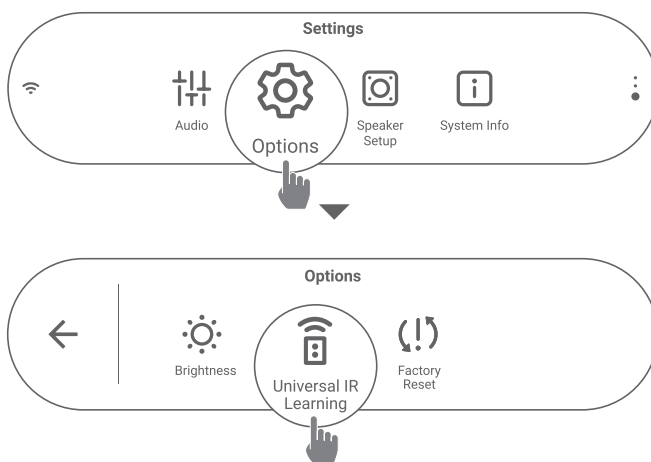 Settings
Audio
Options
Speaker
Setup
System Info
Options
Brightness
Universal IR
Learning
Factory
Reset